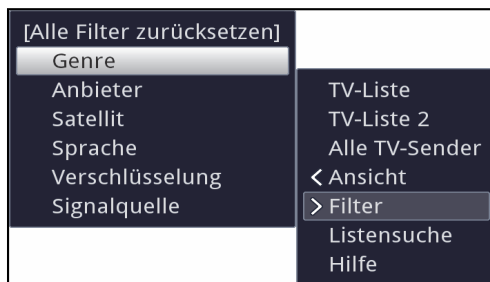 [Alle Filter zurücksetzen]
Genre
Anbieter
Satellit
Sprache
Verschlüsselung
Signalquelle
TV-Liste
TV-Liste 2
Alle TV-Sender
< Ansicht
> Filter
Listensuche
Hilfe